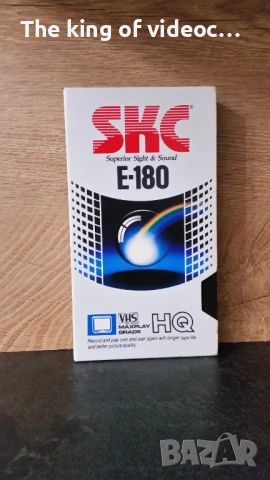 The king of videoc…
SKC
Superior Sight & Sound
E-180
VHS
MAXPLAY
GRADE
HQ
Record and play over and over again with longer tape life
and better picture quality.
BAZAR